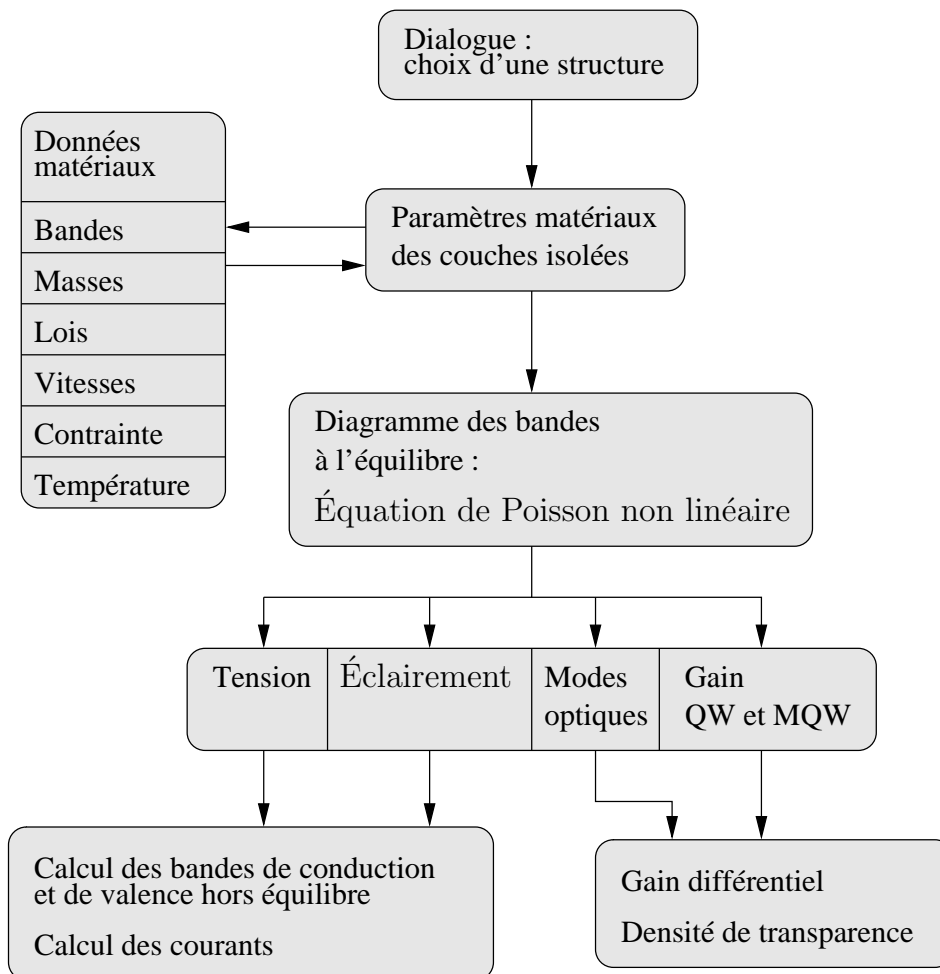 Dialogue :
choix d'une structure
Données
matériaux
Bandes
Masses
Lois
Vitesses
Contrainte
Température
Paramètres matériaux
des couches isolées
Diagramme des bandes
à l'équilibre :
Équation de Poisson non linéaire
Tension
Éclairement
Modes
optiques
Gain
QW et MQW
Calcul des bandes de conduction
et de valence hors équilibre
Calcul des courants
Gain différentiel
Densité de transparence